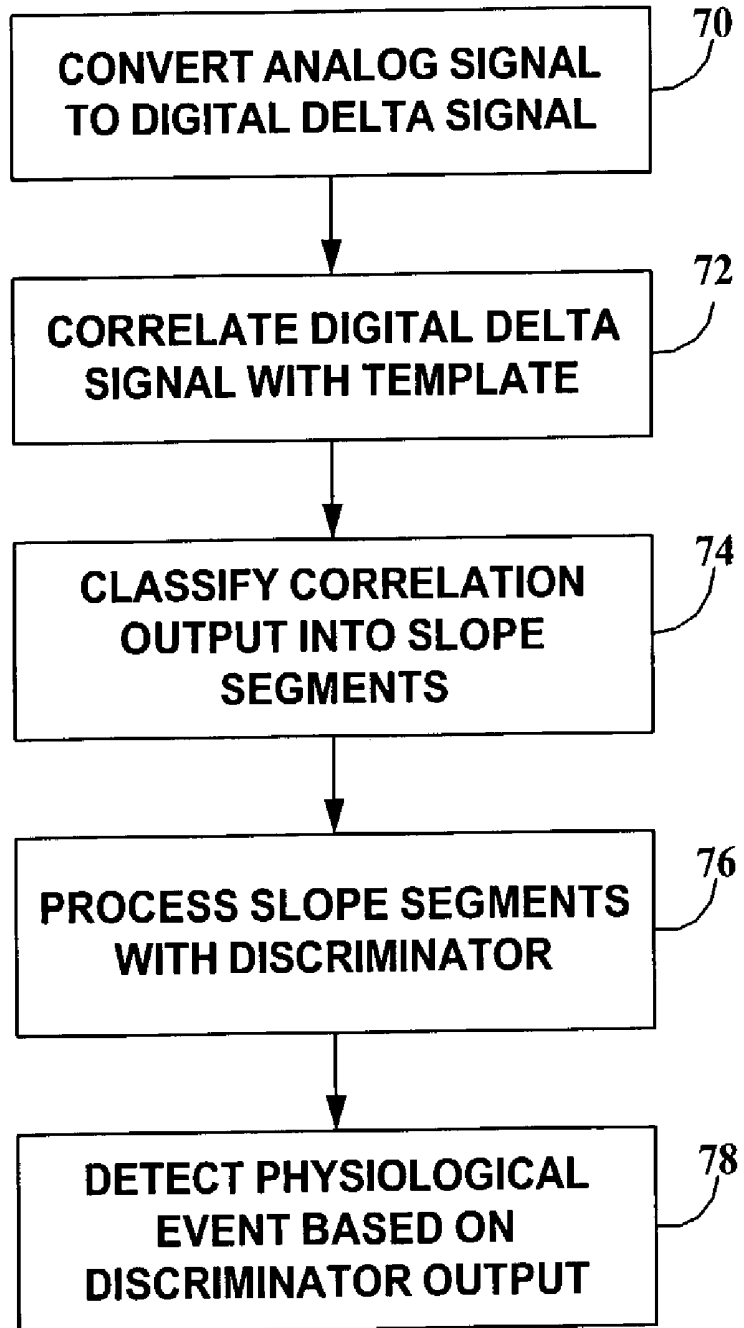 70
CONVERT ANALOG SIGNAL
TO DIGITAL DELTA SIGNAL
72
CORRELATE DIGITAL DELTA
SIGNAL WITH TEMPLATE
74
CLASSIFY CORRELATION
OUTPUT INTO SLOPE
SEGMENTS
76
PROCESS SLOPE SEGMENTS
WITH DISCRIMINATOR
78
DETECT PHYSIOLOGICAL
EVENT BASED ON
DISCRIMINATOR OUTPUT